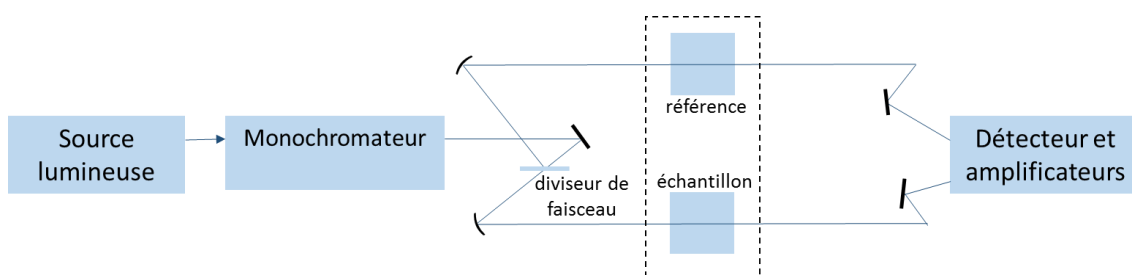 Source
lumineuse
Monochromateur
diviseur de
faisceau
référence
échantillon
Détecteur et
amplificateurs